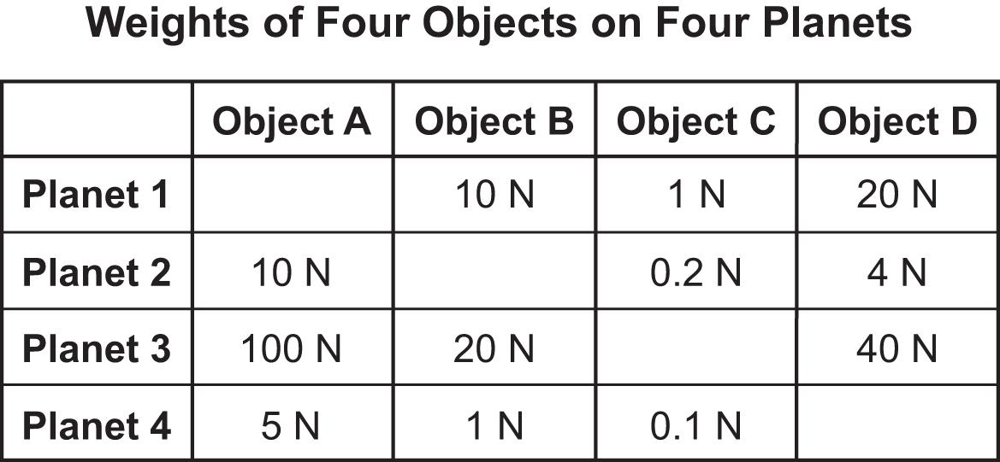 Weights of Four Objects on Four Planets
Object A Object B Object C Object D
Planet 1 10 N 1 N 20 N
Planet 2 10 N 0.2 N 4 N
Planet 3 100 N 20 N 40 N
Planet 4 5 N 1 N 0.1 N